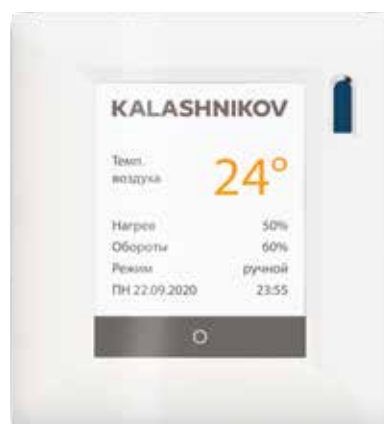 KALASHNIKOV
Темп.
воздуха
24°
Нагрев 50%
Обороты 60%
Режим ручной
ПН 22.09.2020 23:55